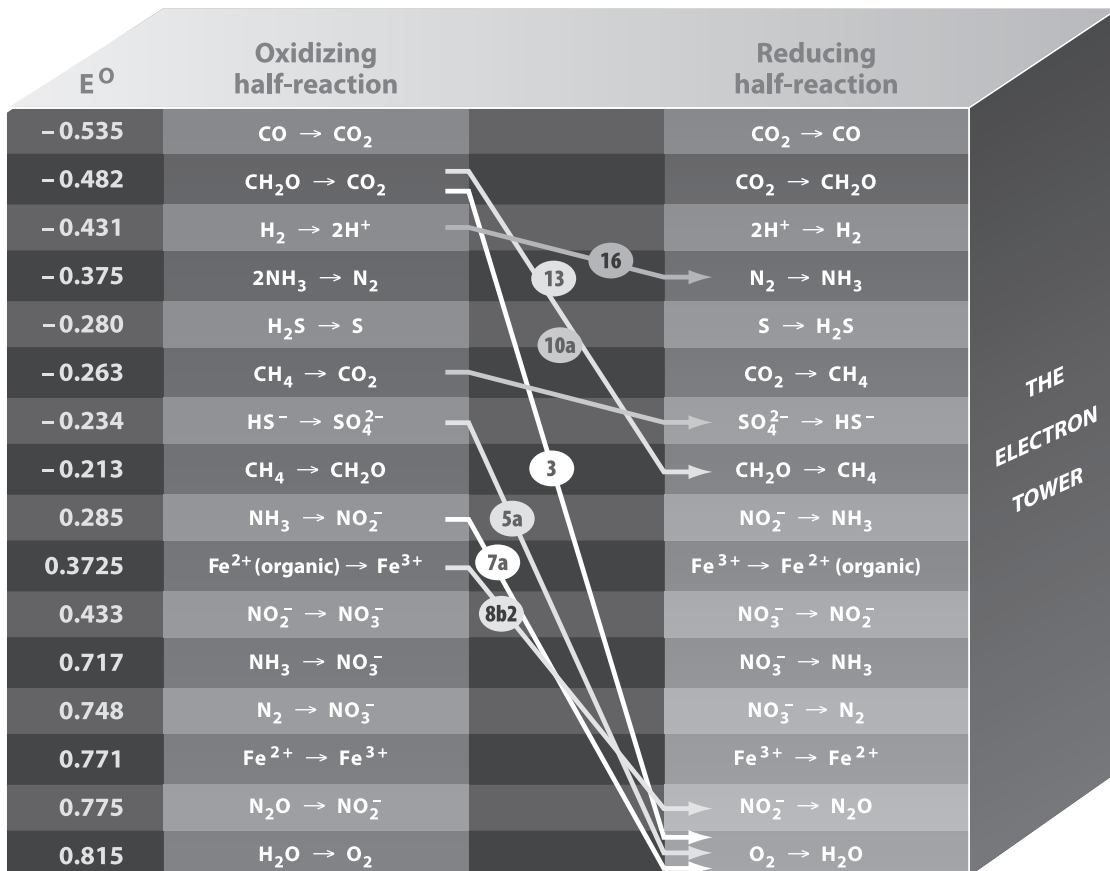 E⁰
Oxidizing half-reaction
Reducing half-reaction
−0.535 CO → CO₂ CO₂ → CO
−0.482 CH₂O → CO₂ CO₂ → CH₂O
−0.431 H₂ → 2H⁺ 2H⁺ → H₂
−0.375 2NH₃ → N₂ N₂ → NH₃
−0.280 H₂S → S S → H₂S
−0.263 CH₄ → CO₂ CO₂ → CH₄
−0.234 HS⁻ → SO₄²⁻ SO₄²⁻ → HS⁻
−0.213 CH₄ → CH₂O CH₂O → CH₄
0.285 NH₃ → NO₂⁻ NO₂⁻ → NH₃
0.3725 Fe²⁺ (organic) → Fe³⁺ Fe³⁺ → Fe²⁺ (organic)
0.433 NO₂⁻ → NO₃⁻ NO₃⁻ → NO₂⁻
0.717 NH₃ → NO₃⁻ NO₃⁻ → NH₃
0.748 N₂ → NO₃⁻ NO₃⁻ → N₂
0.771 Fe²⁺ → Fe³⁺ Fe³⁺ → Fe²⁺
0.775 N₂O → NO₂⁻ NO₂⁻ → N₂O
0.815 H₂O → O₂ O₂ → H₂O
16
13
10a
3
5a
7a
8b2
THE
ELECTRON
TOWER